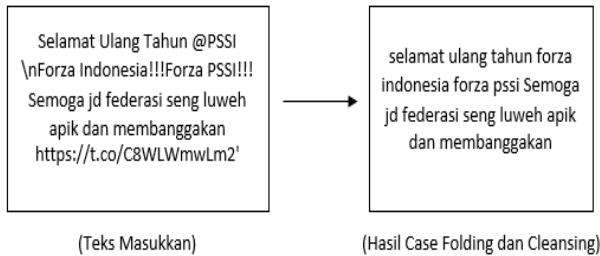 Selamat Ulang Tahun @PSSI
\nForza Indonesia!!!Forza PSSI!!!
Semoga jd federasi seng luweh
apik dan membanggakan
https://t.co/C8WLWmwLm2'
(Teks Masukkan)
selamat ulang tahun forza
indonesia forza pssi Semoga
jd federasi seng luweh apik
dan membanggakan
(Hasil Case Folding dan Cleansing)